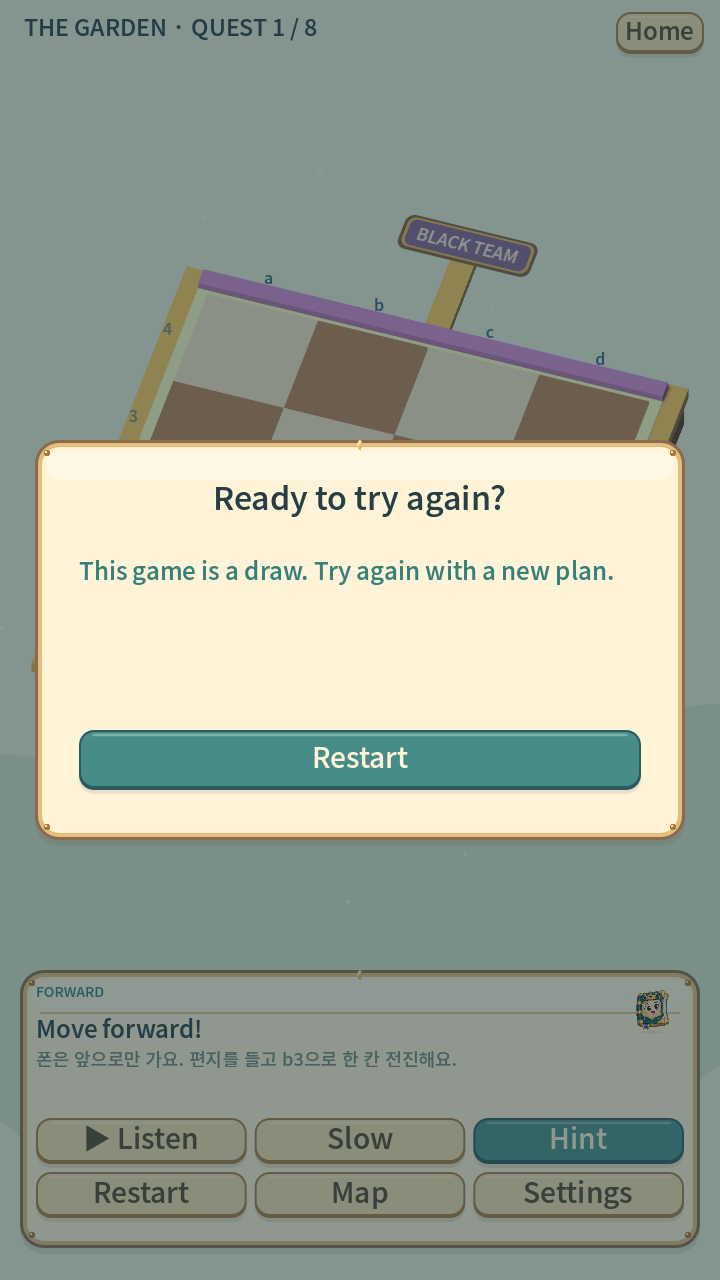 THE GARDEN · QUEST 1 / 8
Home
BLACK TEAM
a
b
c
d
4
3
Ready to try again?
This game is a draw. Try again with a new plan.
Restart
FORWARD
Move forward!
폰은 앞으로만 가요. 편지를 들고 b3으로 한 칸 전진해요.
▶ Listen
Slow
Hint
Restart
Map
Settings